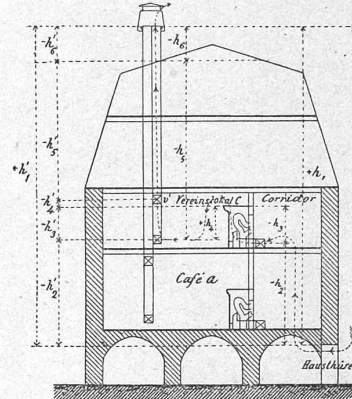 -h₆'
-h₆
-h₅'
+h₁'
-h₅
+h₁
-h₄'
v' Vereinslokal C
Corridor
+h₄
-h₃'
-h₃
Café a
-h₂'
-h₂
Hausthüre